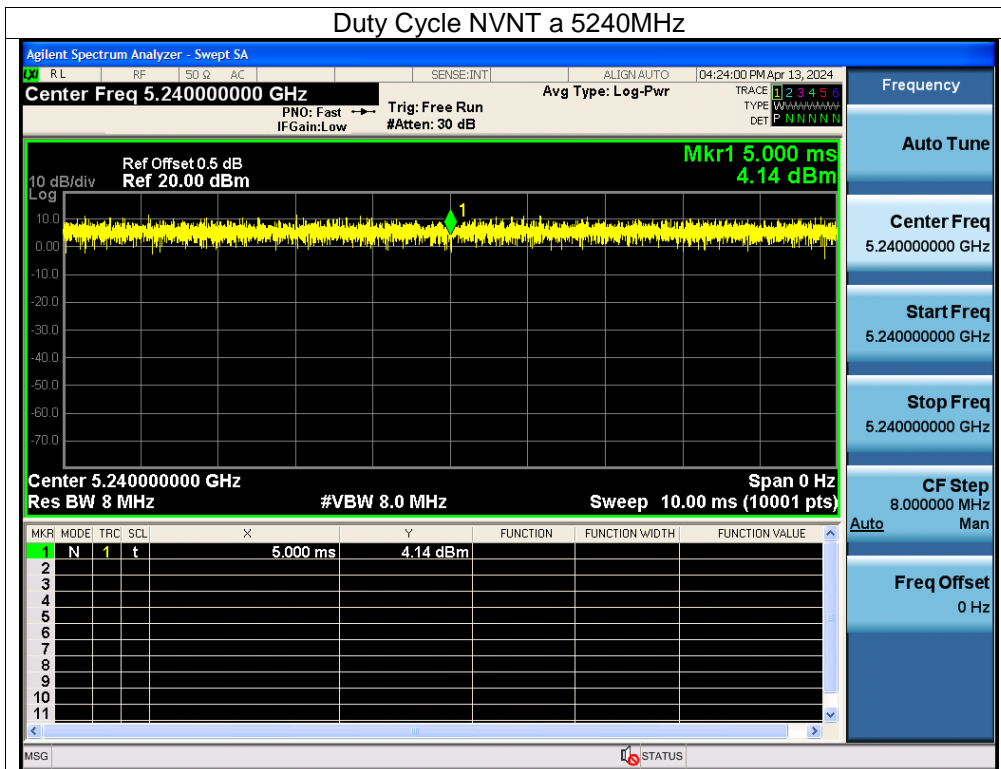 Duty Cycle NVNT a 5240MHz
Agilent Spectrum Analyzer - Swept SA
LXI RL RF 50 Ω AC SENSE:INT ALIGN AUTO 04:24:00 PM Apr 13, 2024
Center Freq 5.240000000 GHz
PNO: Fast
IFGain:Low
Trig: Free Run
#Atten: 30 dB
Avg Type: Log-Pwr
TRACE 1 2 3 4 5 6
TYPE WWWWWW
DET P N N N N N
Mkr1 5.000 ms
4.14 dBm
Ref Offset 0.5 dB
10 dB/div Ref 20.00 dBm
Log
10.0
0.00
-10.0
-20.0
-30.0
-40.0
-50.0
-60.0
-70.0
1
Center 5.240000000 GHz Span 0 Hz
Res BW 8 MHz #VBW 8.0 MHz Sweep 10.00 ms (10001 pts)
MKR MODE TRC SCL X Y FUNCTION FUNCTION WIDTH FUNCTION VALUE
1 N 1 t 5.000 ms 4.14 dBm
2
3
4
5
6
7
8
9
10
11
MSG STATUS
Frequency
Auto Tune
Center Freq
5.240000000 GHz
Start Freq
5.240000000 GHz
Stop Freq
5.240000000 GHz
CF Step
8.000000 MHz
Auto Man
Freq Offset
0 Hz